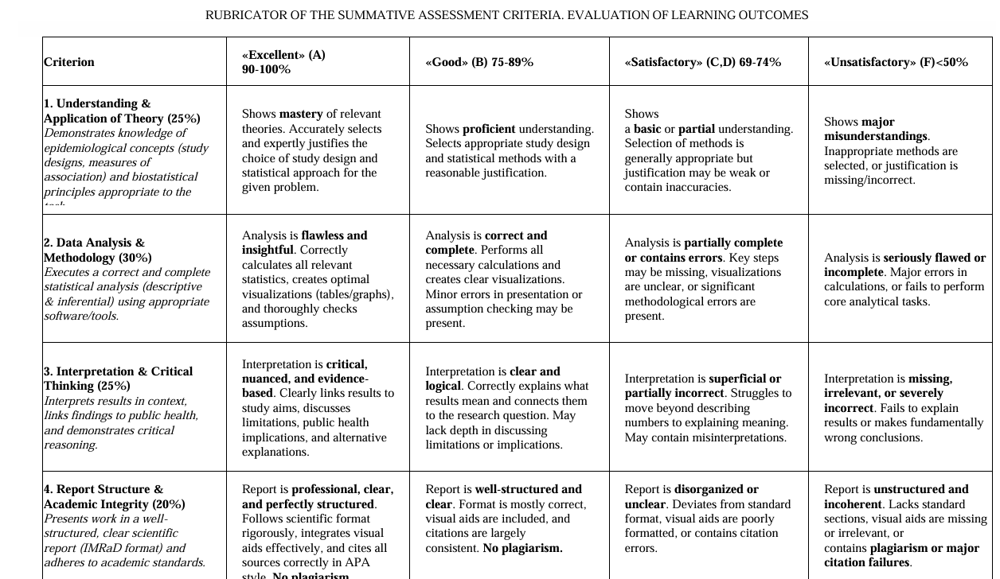 RUBRICATOR OF THE SUMMATIVE ASSESSMENT CRITERIA. EVALUATION OF LEARNING OUTCOMES
Criterion
«Excellent» (A)
90-100%
«Good» (B) 75-89%
«Satisfactory» (C,D) 69-74%
«Unsatisfactory» (F)<50%
1. Understanding &
Application of Theory (25%)
Demonstrates knowledge of
epidemiological concepts (study
designs, measures of
association) and biostatistical
principles appropriate to the
Shows mastery of relevant
theories. Accurately selects
and expertly justifies the
choice of study design and
statistical approach for the
given problem.
Shows proficient understanding.
Selects appropriate study design
and statistical methods with a
reasonable justification.
Shows
a basic or partial understanding.
Selection of methods is
generally appropriate but
justification may be weak or
contain inaccuracies.
Shows major
misunderstandings.
Inappropriate methods are
selected, or justification is
missing/incorrect.
2. Data Analysis &
Methodology (30%)
Executes a correct and complete
statistical analysis (descriptive
& inferential) using appropriate
software/tools.
Analysis is flawless and
insightful. Correctly
calculates all relevant
statistics, creates optimal
visualizations (tables/graphs),
and thoroughly checks
assumptions.
Analysis is correct and
complete. Performs all
necessary calculations and
creates clear visualizations.
Minor errors in presentation or
assumption checking may be
present.
Analysis is partially complete
or contains errors. Key steps
may be missing, visualizations
are unclear, or significant
methodological errors are
present.
Analysis is seriously flawed or
incomplete. Major errors in
calculations, or fails to perform
core analytical tasks.
3. Interpretation & Critical
Thinking (25%)
Interprets results in context,
links findings to public health,
and demonstrates critical
reasoning.
Interpretation is critical,
nuanced, and evidence-
based. Clearly links results to
study aims, discusses
limitations, public health
implications, and alternative
explanations.
Interpretation is clear and
logical. Correctly explains what
results mean and connects them
to the research question. May
lack depth in discussing
limitations or implications.
Interpretation is superficial or
partially incorrect. Struggles to
move beyond describing
numbers to explaining meaning.
May contain misinterpretations.
Interpretation is missing,
irrelevant, or severely
incorrect. Fails to explain
results or makes fundamentally
wrong conclusions.
4. Report Structure &
Academic Integrity (20%)
Presents work in a well-
structured, clear scientific
report (IMRaD format) and
adheres to academic standards.
Report is professional, clear,
and perfectly structured.
Follows scientific format
rigorously, integrates visual
aids effectively, and cites all
sources correctly in APA
style. No plagiarism
Report is well-structured and
clear. Format is mostly correct,
visual aids are included, and
citations are largely
consistent. No plagiarism.
Report is disorganized or
unclear. Deviates from standard
format, visual aids are poorly
formatted, or contains citation
errors.
Report is unstructured and
incoherent. Lacks standard
sections, visual aids are missing
or irrelevant, or
contains plagiarism or major
citation failures.